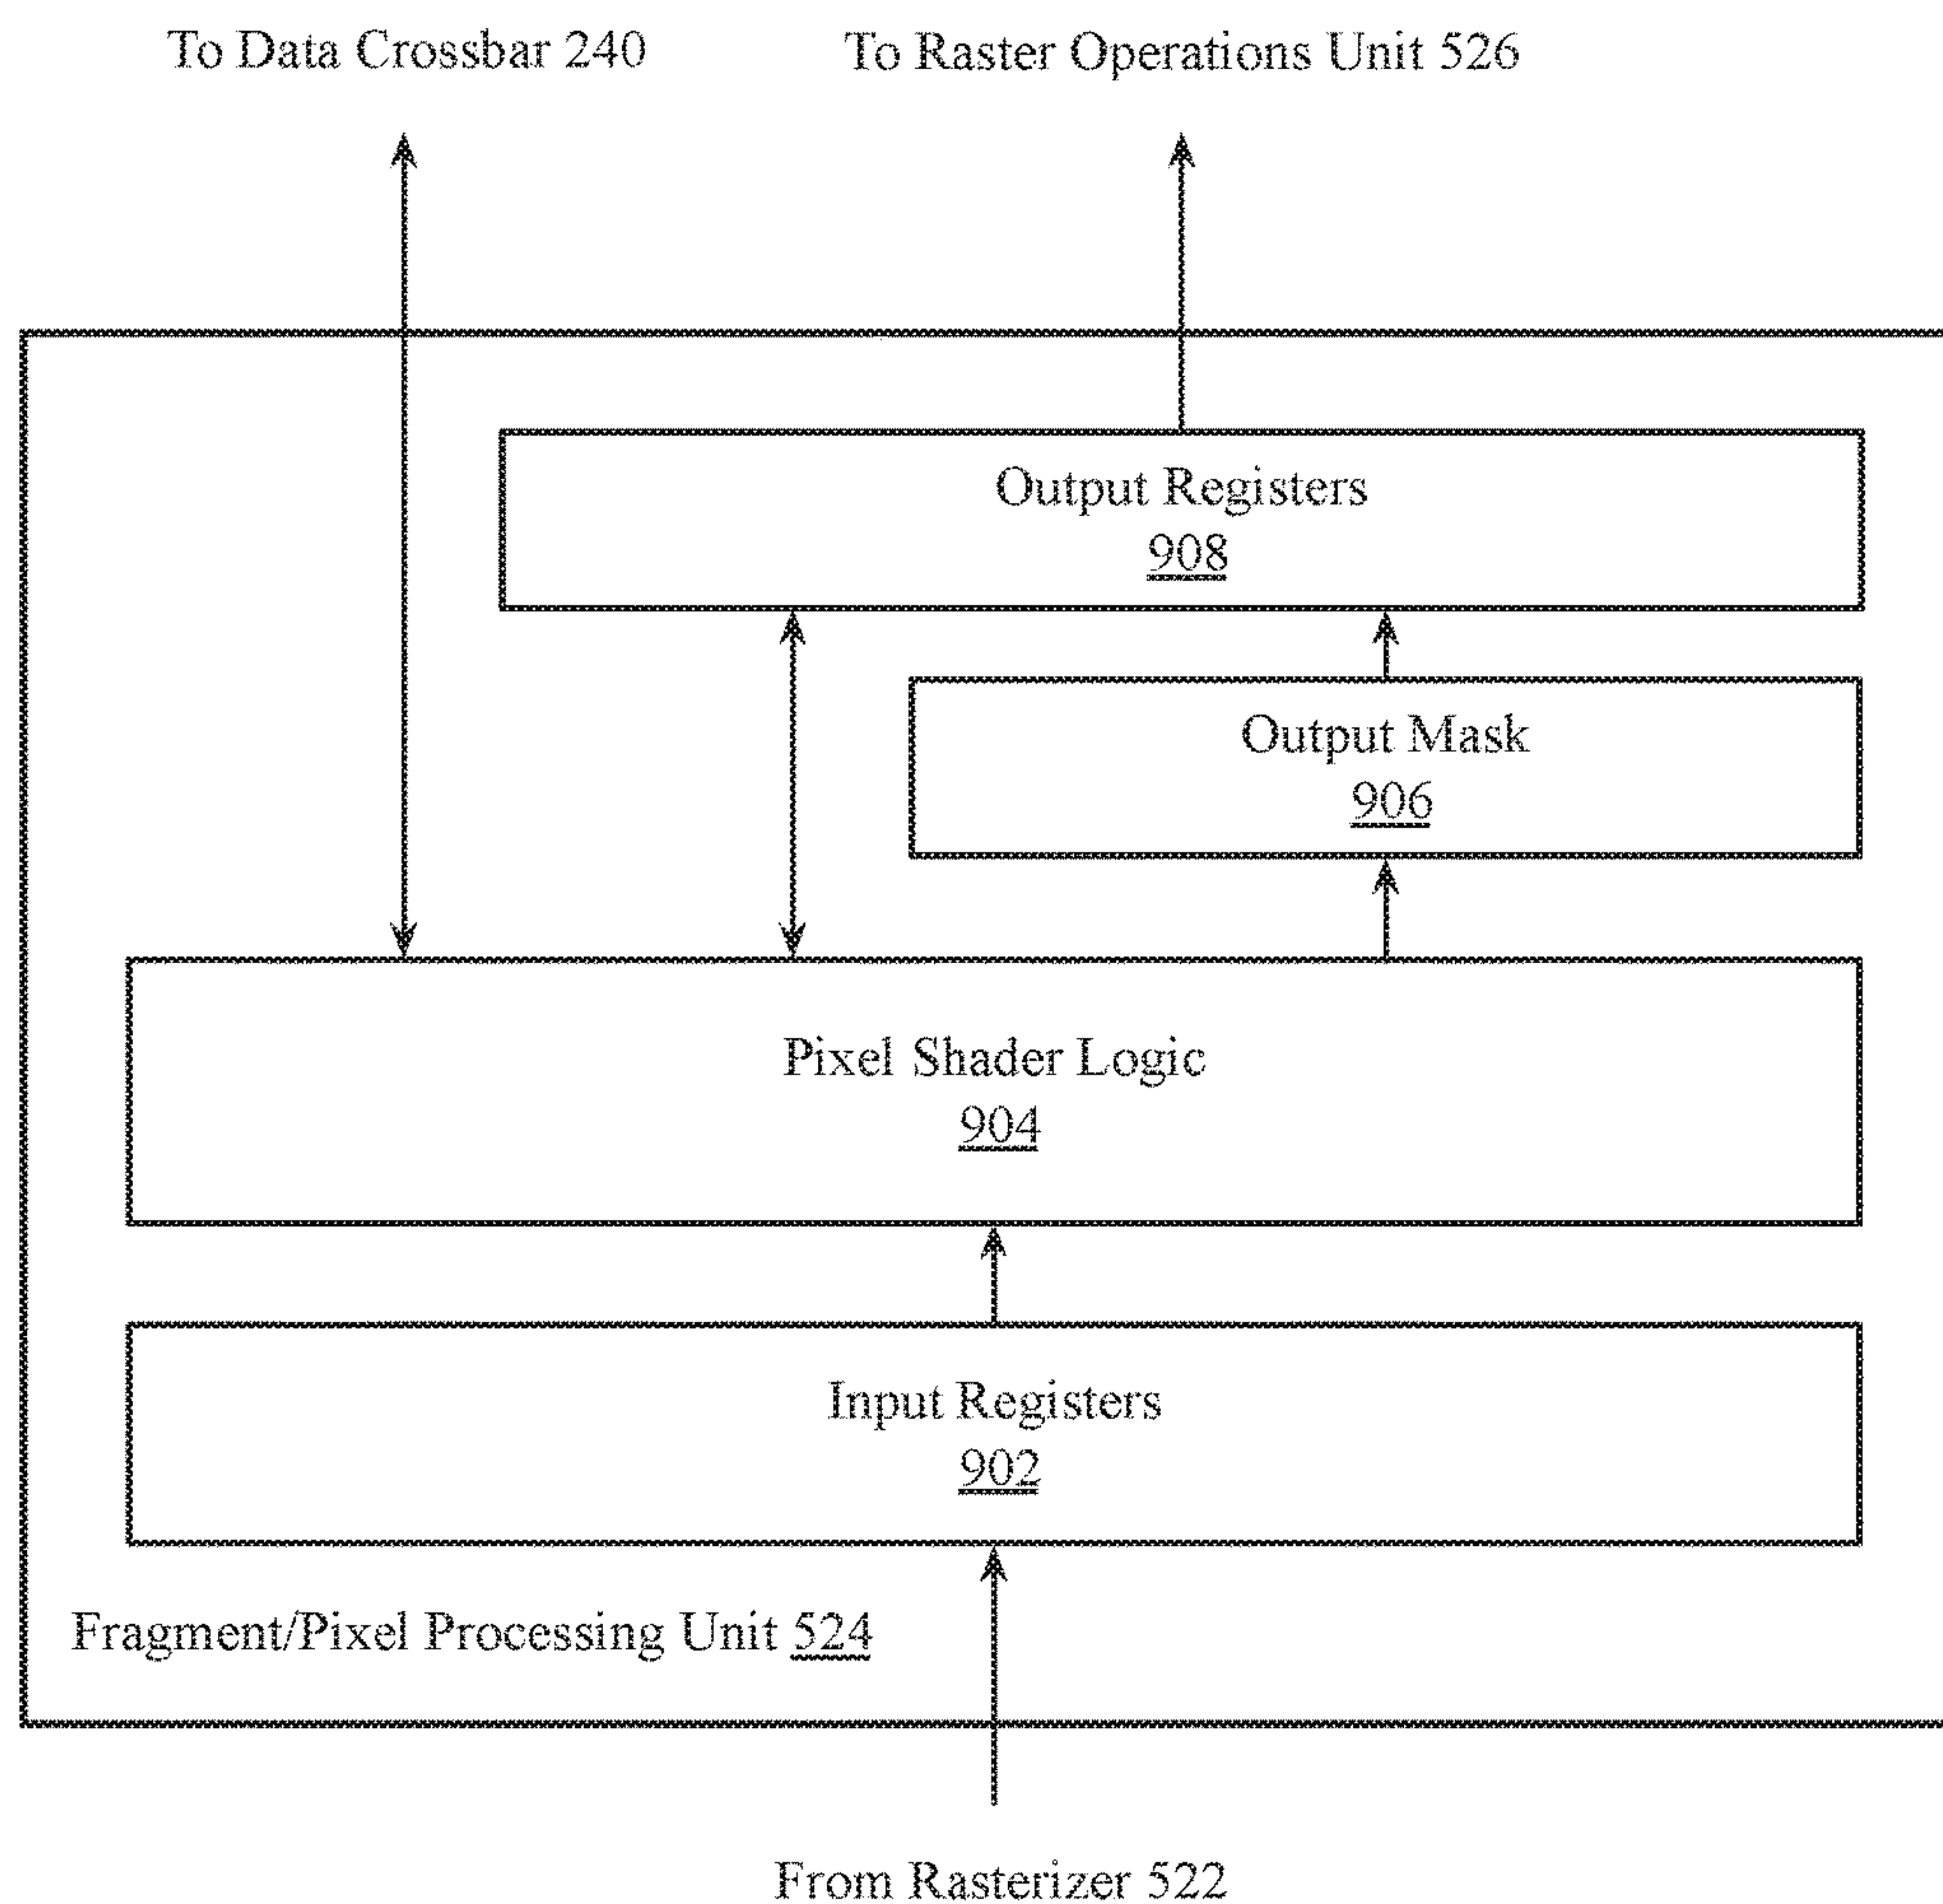 To Data Crossbar 240
To Raster Operations Unit 526
Output Registers
908
Output Mask
906
Pixel Shader Logic
904
Input Registers
902
Fragment/Pixel Processing Unit 524
From Rasterizer 522